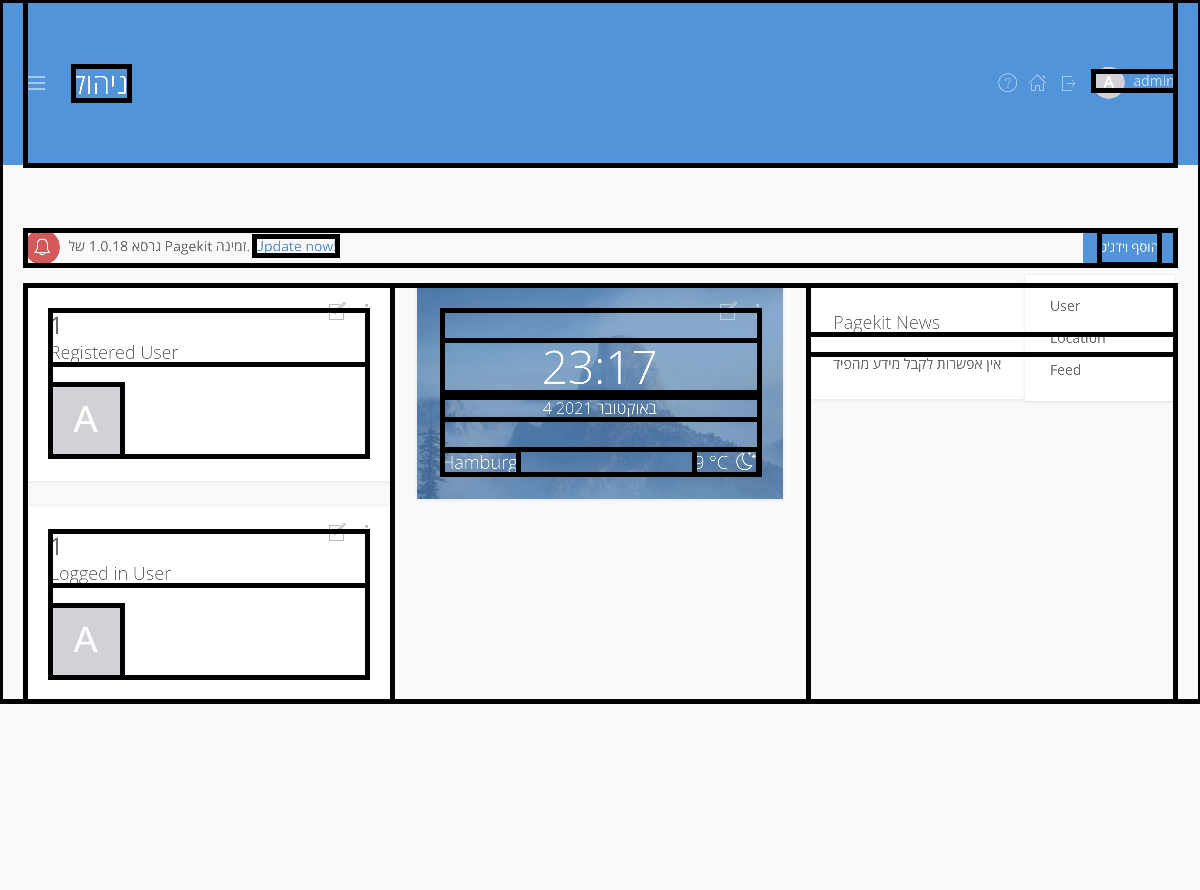 ניהול
A admin
גרסא 1.0.18 של Pagekit זמינה. Update now!
הוסף וידג'ט
1
Registered User
A
1
Logged in User
A
23:17
4 באוקטובר 2021
Hamburg
9 °C
Pagekit News
אין אפשרות לקבל מידע מהפיד
User
Location
Feed